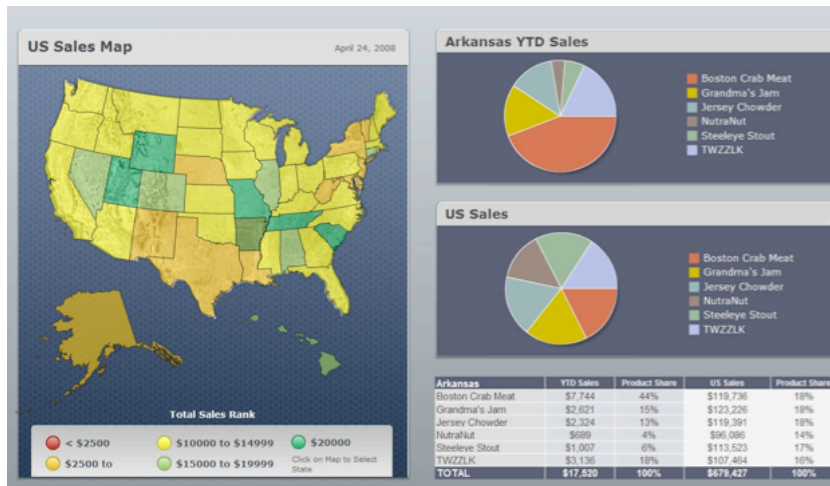 US Sales Map
April 24, 2008
Total Sales Rank
< $2500
$10000 to $14999
$20000
$2500 to
$15000 to $19999
Click on Map to Select
State
Arkansas YTD Sales
Boston Crab Meat
Grandma's Jam
Jersey Chowder
NutraNut
Steeleye Stout
TWZZLK
US Sales
Boston Crab Meat
Grandma's Jam
Jersey Chowder
NutraNut
Steeleye Stout
TWZZLK
Arkansas YTD Sales Product Share US Sales Product Share
Boston Crab Meat $7,744 44% $119,736 18%
Grandma's Jam $2,621 15% $123,226 18%
Jersey Chowder $2,324 13% $119,391 18%
NutraNut $689 4% $96,086 14%
Steeleye Stout $1,007 6% $113,523 17%
TWZZLK $3,136 18% $107,464 16%
TOTAL $17,520 100% $679,427 100%